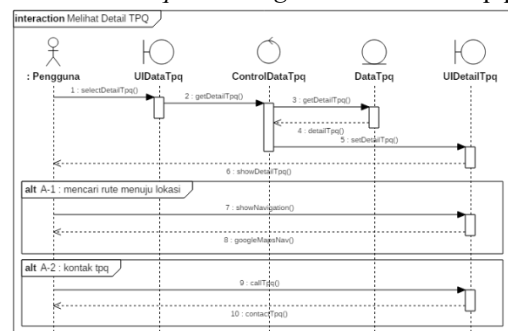 interaction Melihat Detail TPQ
: Pengguna UIDataTpq ControlDataTpq DataTpq UIDetailTpq
1 : selectDetailTpq()
2 : getDetailTpq()
3 : getDetailTpq()
4 : detailTpq()
5 : setDetailTpq()
6 : showDetailTpq()
alt A-1 : mencari rute menuju lokasi
7 : showNavigation()
8 : googleMapsNav()
alt A-2 : kontak tpq
9 : callTpq()
10 : contactTpq()